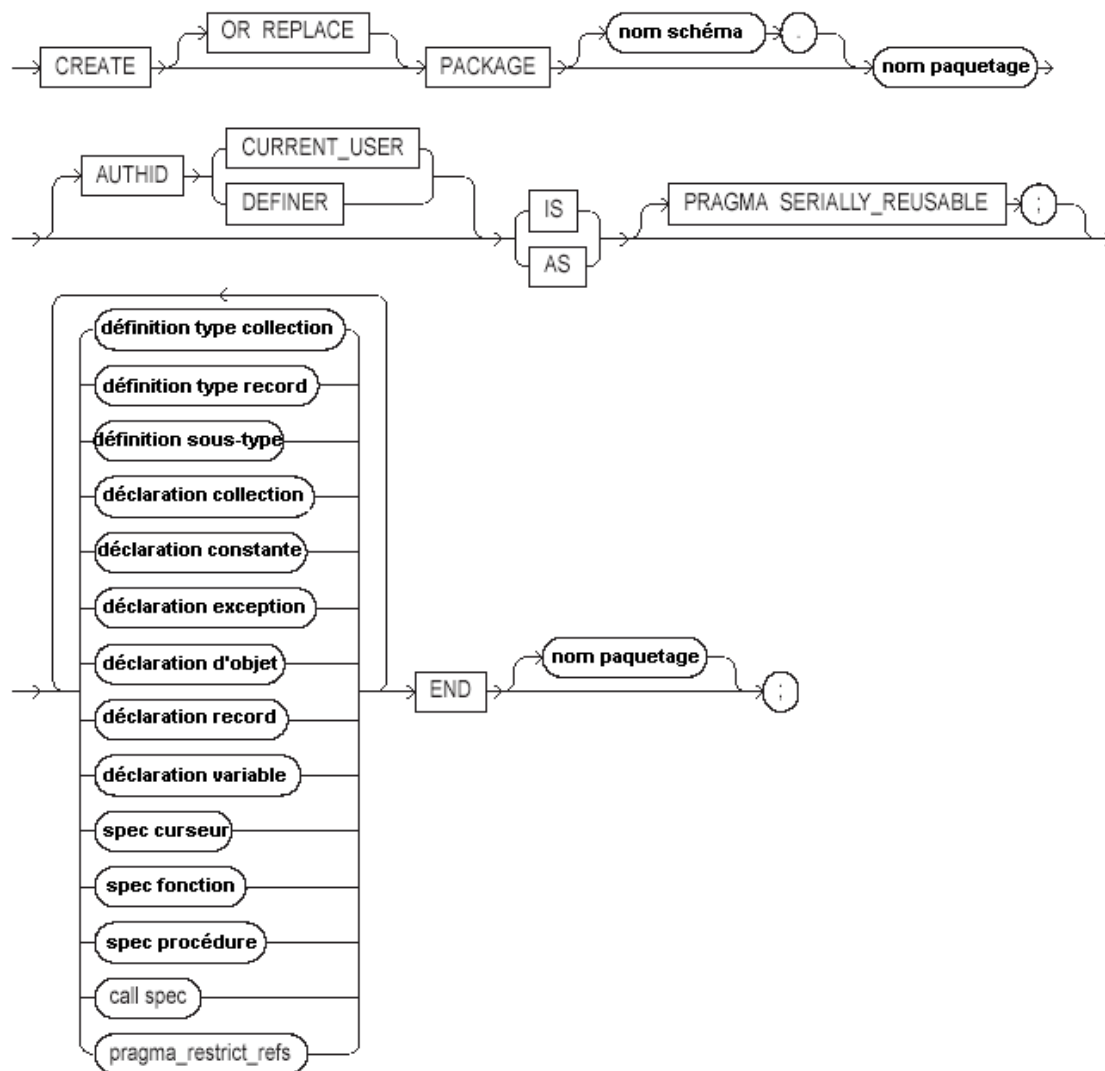 OR REPLACE nom schéma .
CREATE PACKAGE nom paquetage
AUTHID CURRENT_USER
DEFINER
IS
AS
PRAGMA SERIALLY_REUSABLE ;
définition type collection
définition type record
définition sous-type
déclaration collection
déclaration constante
déclaration exception
déclaration d'objet
déclaration record
déclaration variable
spec curseur
spec fonction
spec procédure
call spec
pragma_restrict_refs
END nom paquetage ;